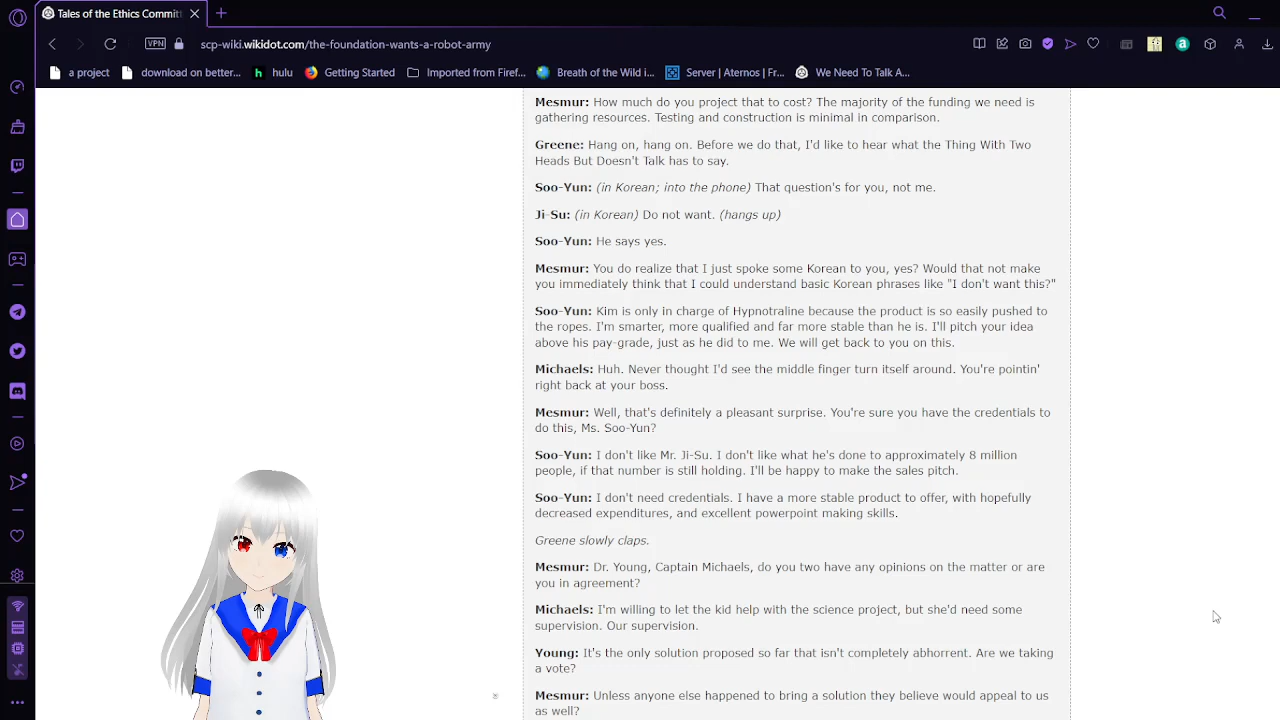 Tales of the Ethics Committ
VPN
scp-wiki.wikidot.com/the-foundation-wants-a-robot-army
a project
download on better...
h hulu
Getting Started
Imported from Firef...
Breath of the Wild i...
Server | Aternos | Fr...
We Need To Talk A...
Mesmur: How much do you project that to cost? The majority of the funding we need is
gathering resources. Testing and construction is minimal in comparison.
Greene: Hang on, hang on. Before we do that, I'd like to hear what the Thing With Two
Heads But Doesn't Talk has to say.
Soo-Yun: (in Korean; into the phone) That question's for you, not me.
Ji-Su: (in Korean) Do not want. (hangs up)
Soo-Yun: He says yes.
Mesmur: You do realize that I just spoke some Korean to you, yes? Would that not make
you immediately think that I could understand basic Korean phrases like "I don't want this?"
Soo-Yun: Kim is only in charge of Hypnotraline because the product is so easily pushed to
the ropes. I'm smarter, more qualified and far more stable than he is. I'll pitch your idea
above his pay-grade, just as he did to me. We will get back to you on this.
Michaels: Huh. Never thought I'd see the middle finger turn itself around. You're pointin'
right back at your boss.
Mesmur: Well, that's definitely a pleasant surprise. You're sure you have the credentials to
do this, Ms. Soo-Yun?
Soo-Yun: I don't like Mr. Ji-Su. I don't like what he's done to approximately 8 million
people, if that number is still holding. I'll be happy to make the sales pitch.
Soo-Yun: I don't need credentials. I have a more stable product to offer, with hopefully
decreased expenditures, and excellent powerpoint making skills.
Greene slowly claps.
Mesmur: Dr. Young, Captain Michaels, do you two have any opinions on the matter or are
you in agreement?
Michaels: I'm willing to let the kid help with the science project, but she'd need some
supervision. Our supervision.
Young: It's the only solution proposed so far that isn't completely abhorrent. Are we taking
a vote?
Mesmur: Unless anyone else happened to bring a solution they believe would appeal to us
as well?